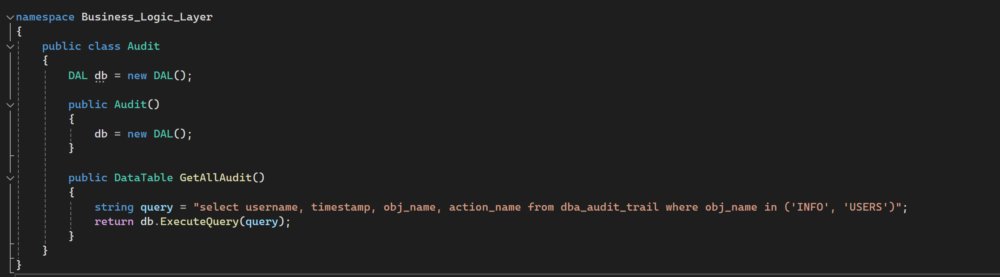 namespace Business_Logic_Layer
{
    public class Audit
    {
        DAL db = new DAL();

        public Audit()
        {
            db = new DAL();
        }

        public DataTable GetAllAudit()
        {
            string query = "select username, timestamp, obj_name, action_name from dba_audit_trail where obj_name in ('INFO', 'USERS')";
            return db.ExecuteQuery(query);
        }
    }
}